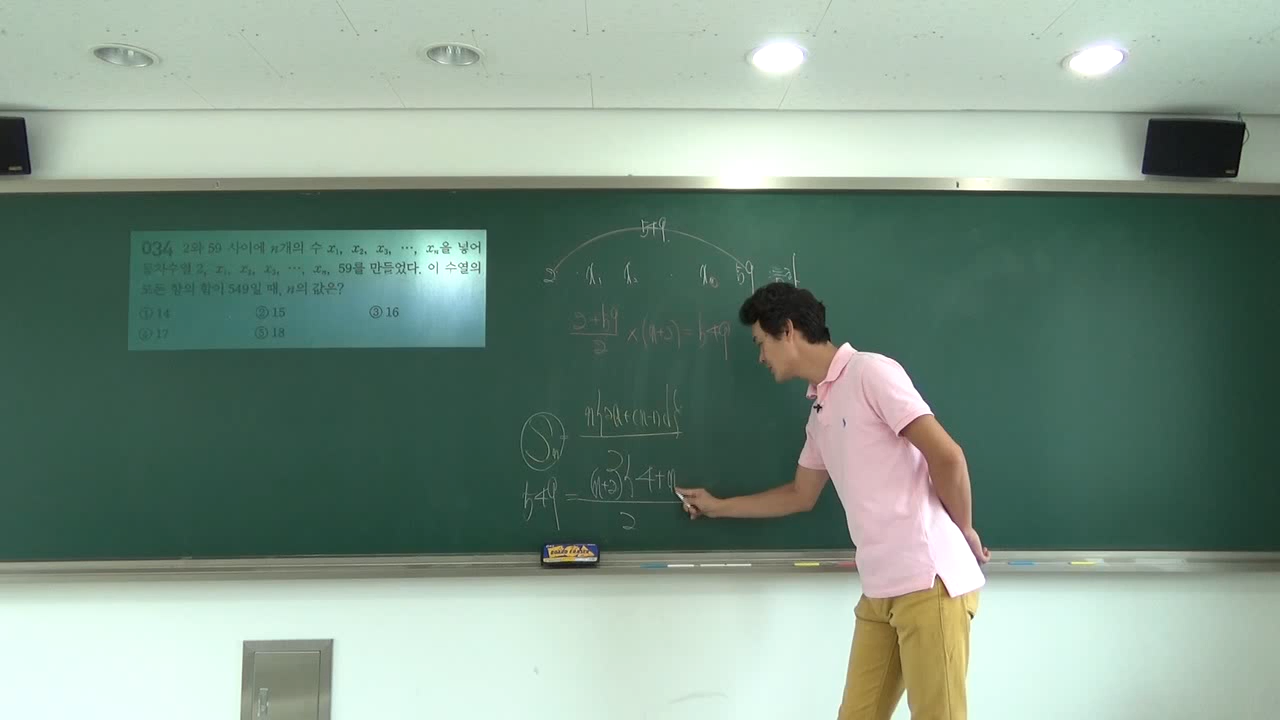 034 2와 59 사이에 n개의 수 x₁, x₂, x₃, ⋯, xₙ을 넣어
등차수열 2, x₁, x₂, x₃, ⋯, xₙ, 59를 만들었다. 이 수열의
모든 항의 합이 549일 때, n의 값은?
① 14 ② 15 ③ 16
④ 17 ⑤ 18
549
2 · x₁ x₂ · xₙ 59
(2+59)/2 × (n+2) = 549
Sₙ = n{2a+(n-1)d}/2
549 = (n+2){4+n/2